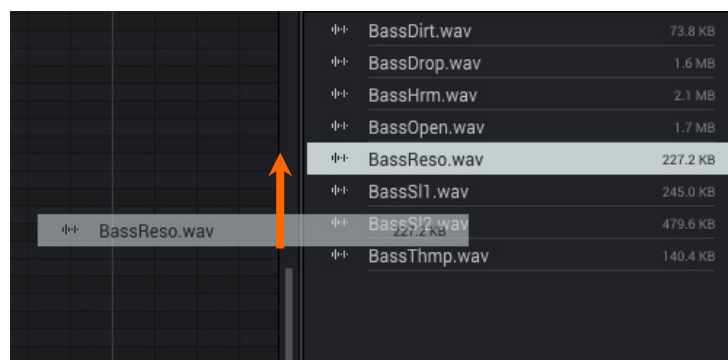 BassDirt.wav 73.8 KB
BassDrop.wav 1.6 MB
BassHrm.wav 2.1 MB
BassOpen.wav 1.7 MB
BassReso.wav 227.2 KB
BassSl1.wav 245.0 KB
BassSl2.wav 479.6 KB
BassReso.wav 227.2 KB
BassThmp.wav 140.4 KB